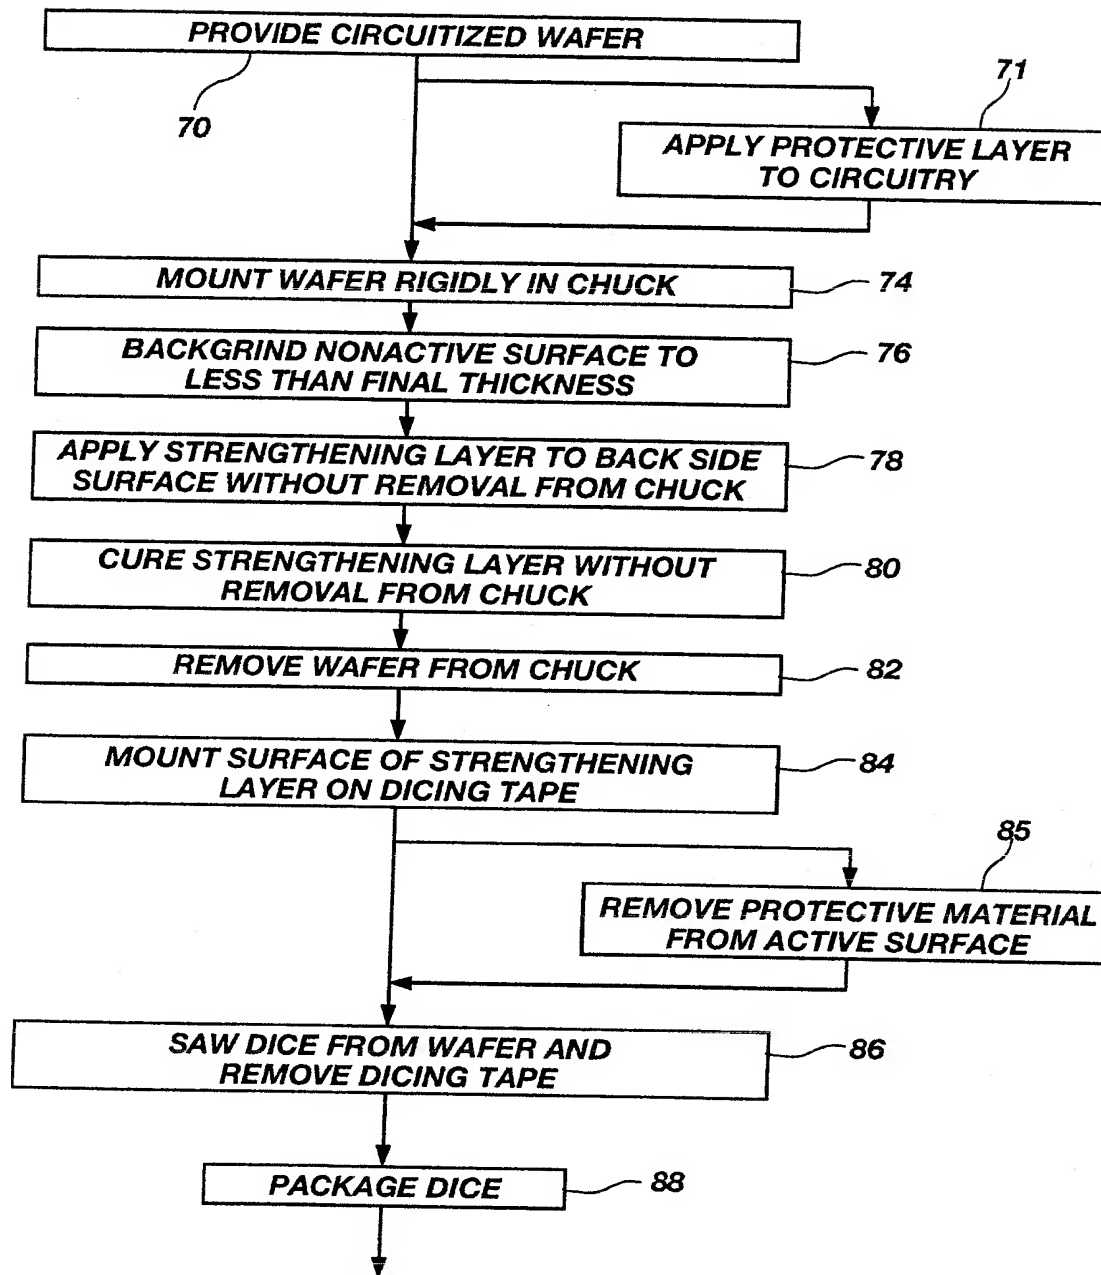 PROVIDE CIRCUITIZED WAFER
70
71
APPLY PROTECTIVE LAYER
TO CIRCUITRY
MOUNT WAFER RIGIDLY IN CHUCK
74
BACKGRIND NONACTIVE SURFACE TO
LESS THAN FINAL THICKNESS
76
APPLY STRENGTHENING LAYER TO BACK SIDE
SURFACE WITHOUT REMOVAL FROM CHUCK
78
CURE STRENGTHENING LAYER WITHOUT
REMOVAL FROM CHUCK
80
REMOVE WAFER FROM CHUCK
82
MOUNT SURFACE OF STRENGTHENING
LAYER ON DICING TAPE
84
85
REMOVE PROTECTIVE MATERIAL
FROM ACTIVE SURFACE
SAW DICE FROM WAFER AND
REMOVE DICING TAPE
86
PACKAGE DICE
88